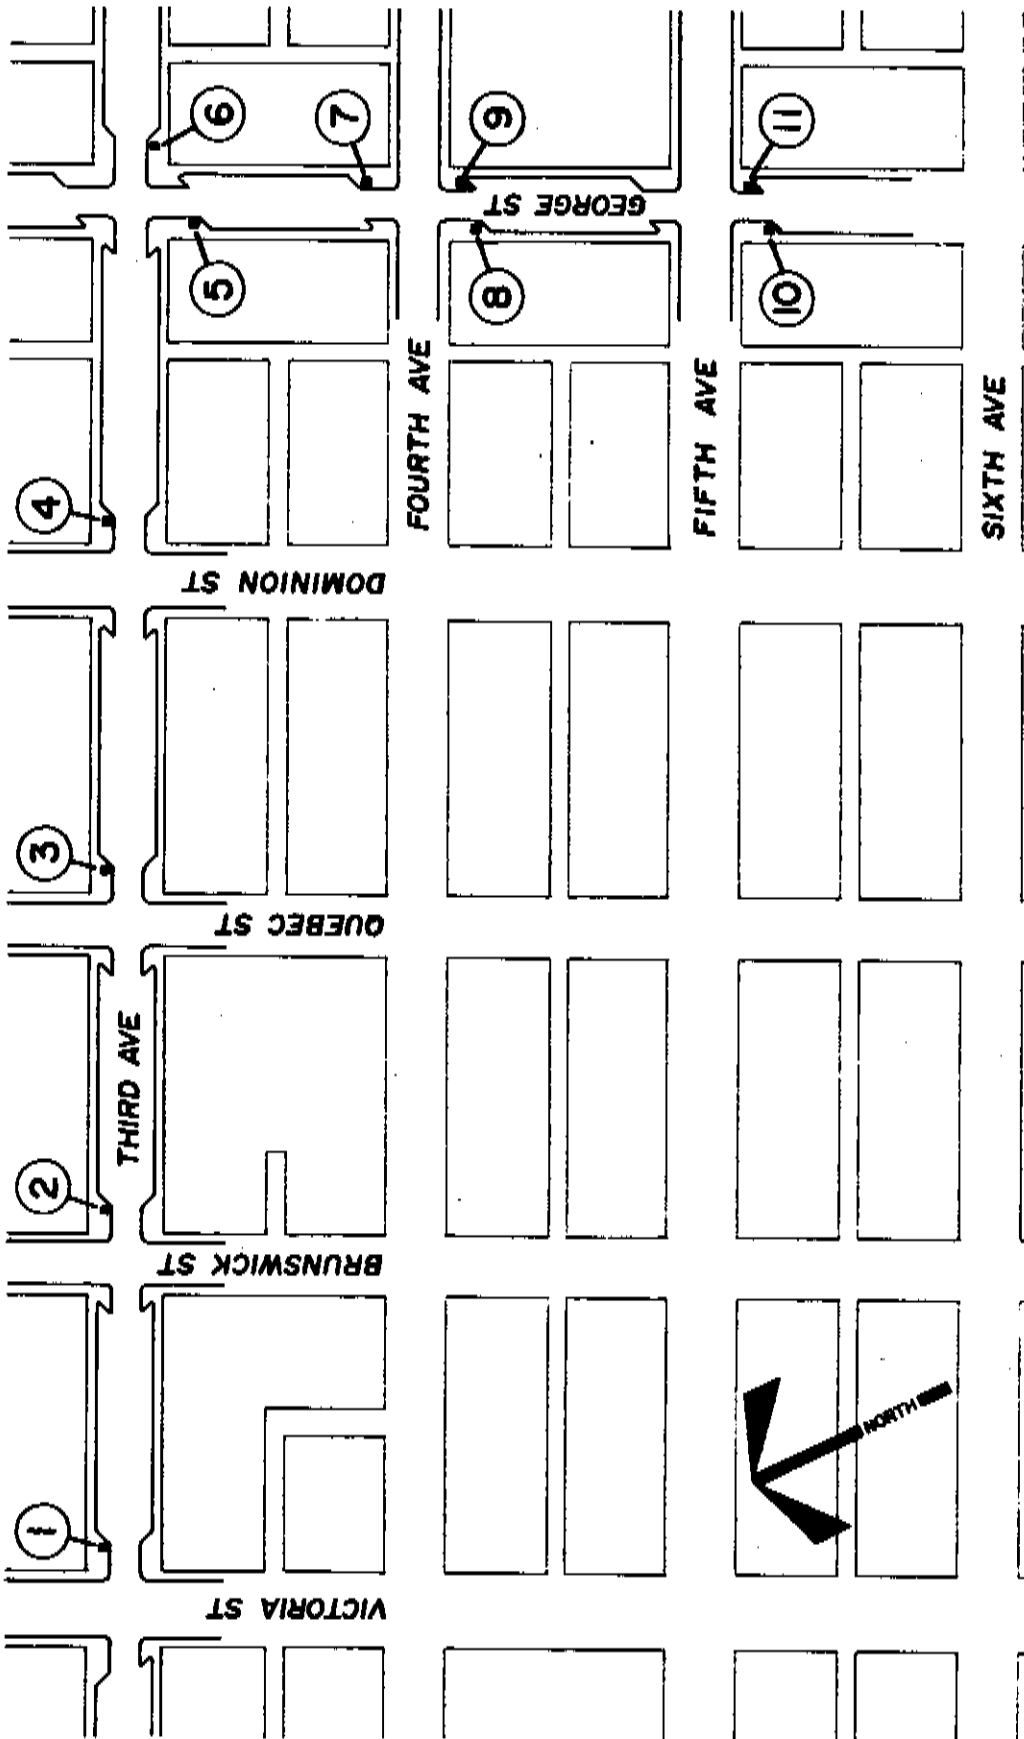 6
7
9
11
GEORGE ST
5
8
10
FOURTH AVE
FIFTH AVE
SIXTH AVE
4
DOMINION ST
3
QUEBEC ST
THIRD AVE
2
BRUNSWICK ST
NORTH
1
VICTORIA ST